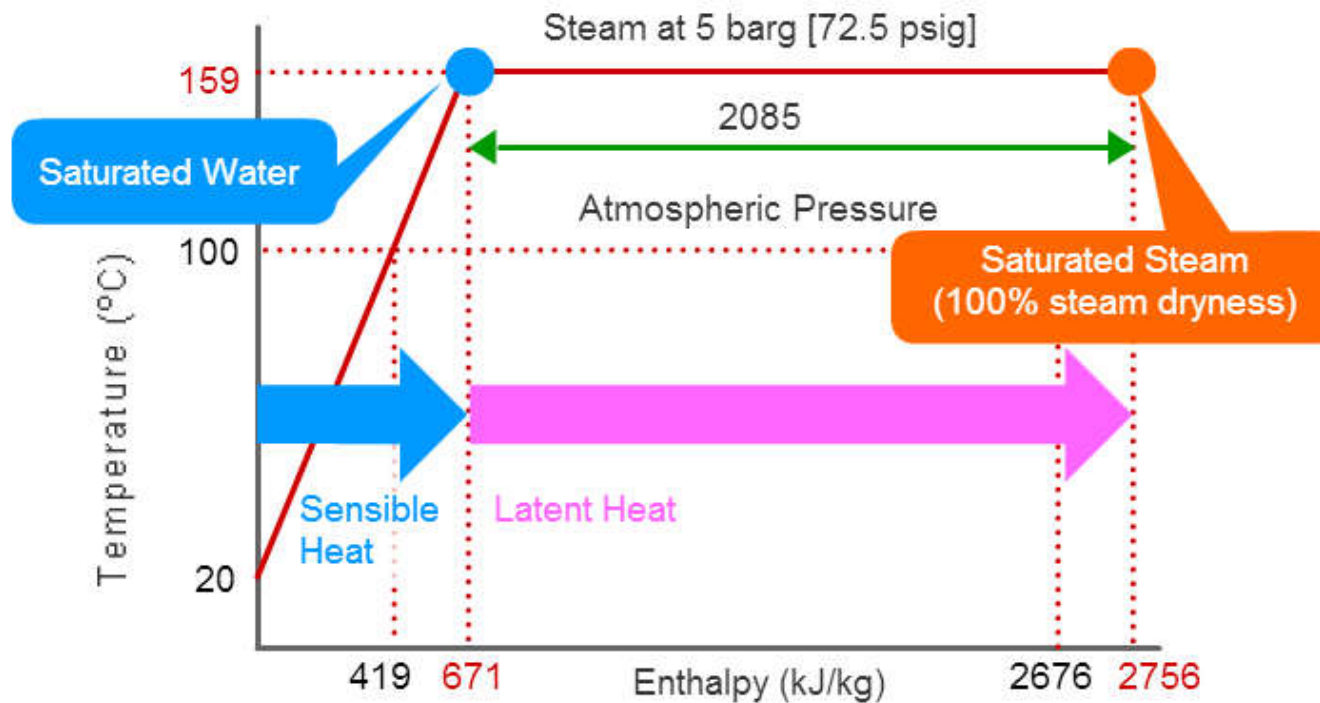 Steam at 5 barg [72.5 psig]
159
2085
Saturated Water
Atmospheric Pressure
100
Saturated Steam
(100% steam dryness)
Temperature (°C)
Sensible
Heat
Latent Heat
20
419
671
Enthalpy (kJ/kg)
2676
2756